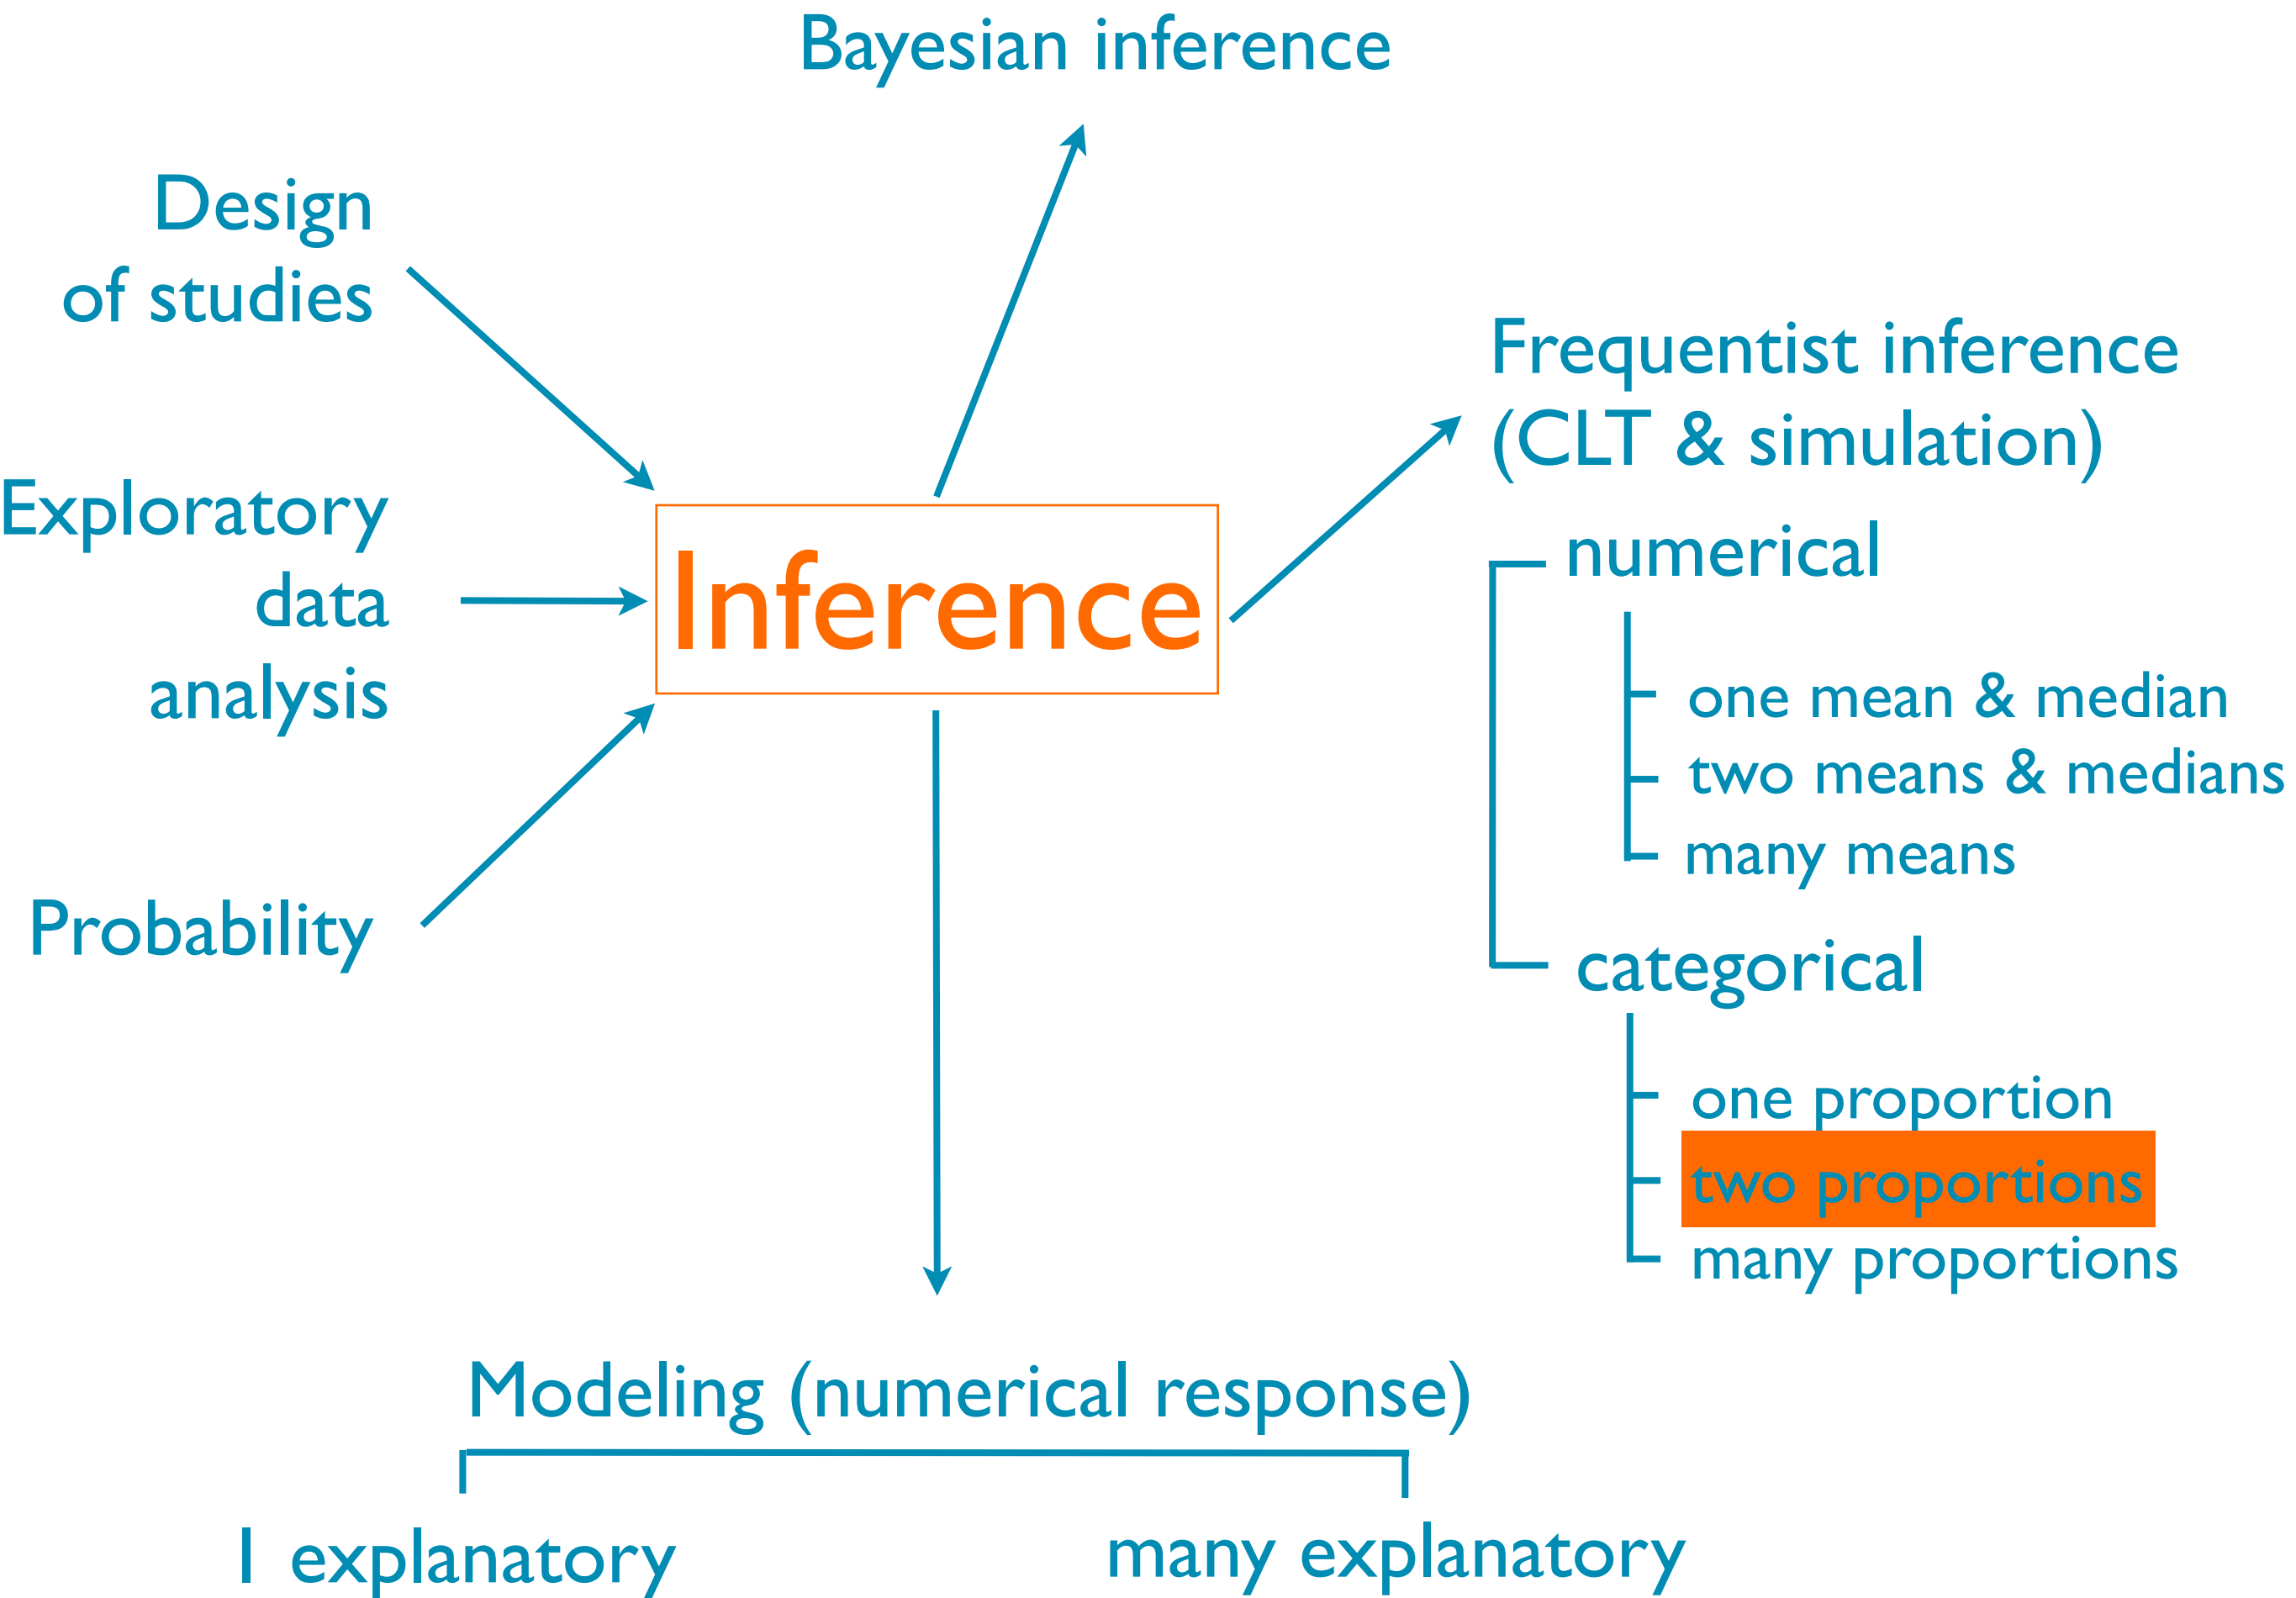 Bayesian inference
Design
of studies
Frequentist inference
(CLT & simulation)
Exploratory
data
analysis
Inference
numerical
one mean & median
two means & medians
many means
Probability
categorical
one proportion
two proportions
many proportions
Modeling (numerical response)
1 explanatory
many explanatory